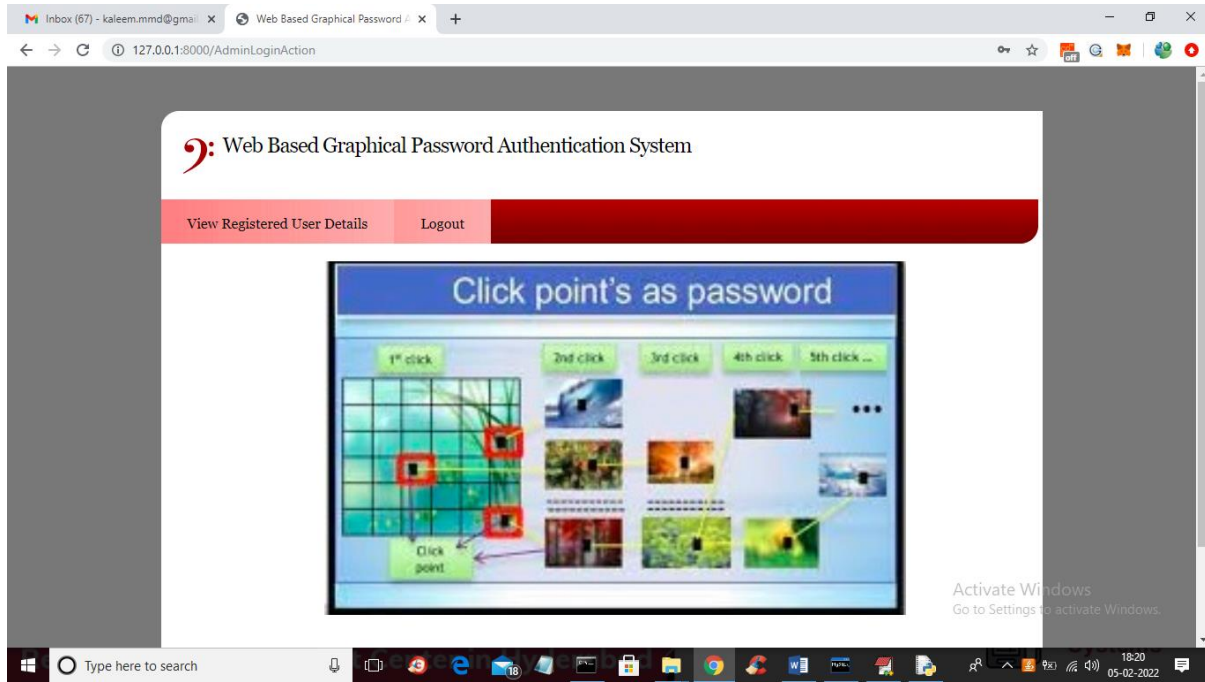 Inbox (67) - kaleem.mmd@gmai
Web Based Graphical Password A
127.0.0.1:8000/AdminLoginAction
off
Web Based Graphical Password Authentication System
View Registered User Details
Logout
Click point's as password
1st click
2nd click
3rd click
4th click
5th click ...
Click
point
Activate Windows
Go to Settings to activate Windows.
Type here to search
18
18:20
05-02-2022